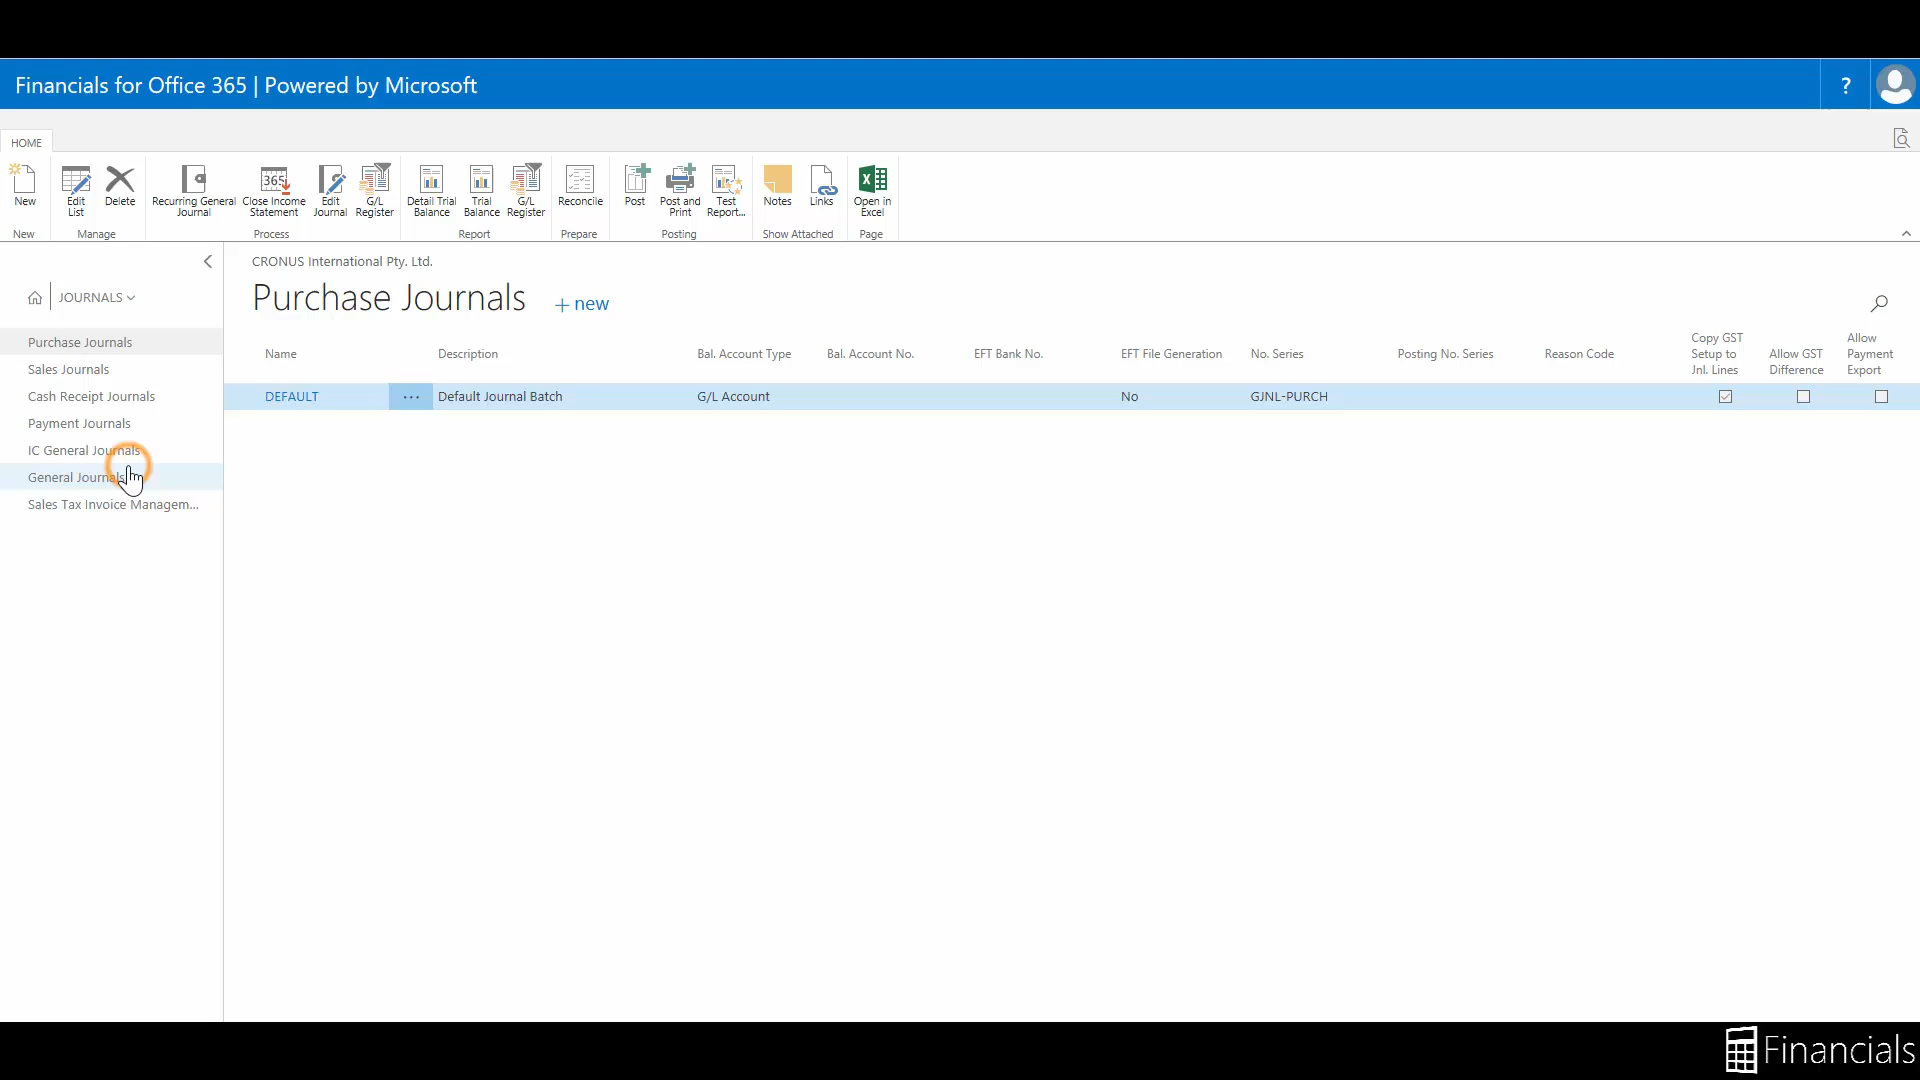 Financials for Office 365 | Powered by Microsoft
?
HOME
New
Edit
List
Delete
Recurring General
Journal
Close Income
Statement
Edit
Journal
G/L
Register
Detail Trial
Balance
Trial
Balance
G/L
Register
Reconcile
Post
Post and
Print
Test
Report...
Notes
Links
Open in
Excel
New
Manage
Process
Report
Prepare
Posting
Show Attached
Page
CRONUS International Pty. Ltd.
JOURNALS
Purchase Journals + new
Purchase Journals
Sales Journals
Cash Receipt Journals
Payment Journals
IC General Journals
General Journals
Sales Tax Invoice Managem...
Name
Description
Bal. Account Type
Bal. Account No.
EFT Bank No.
EFT File Generation
No. Series
Posting No. Series
Reason Code
Copy GST
Setup to
Jnl. Lines
Allow GST
Difference
Allow
Payment
Export
DEFAULT ... Default Journal Batch G/L Account No GJNL-PURCH
Financials